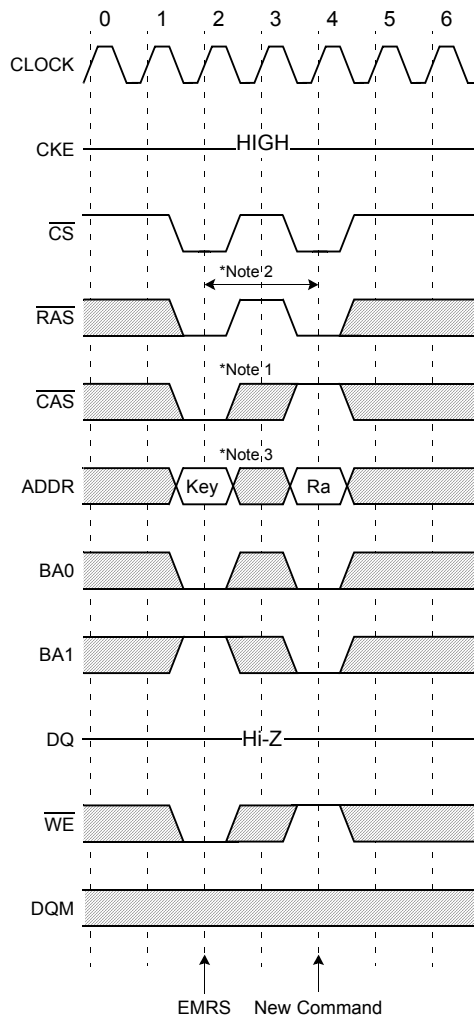 0 1 2 3 4 5 6
CLOCK
CKE HIGH
CS
*Note 2
RAS
*Note 1
CAS
*Note 3
ADDR Key Ra
BA0
BA1
DQ Hi-Z
WE
DQM
EMRS New Command